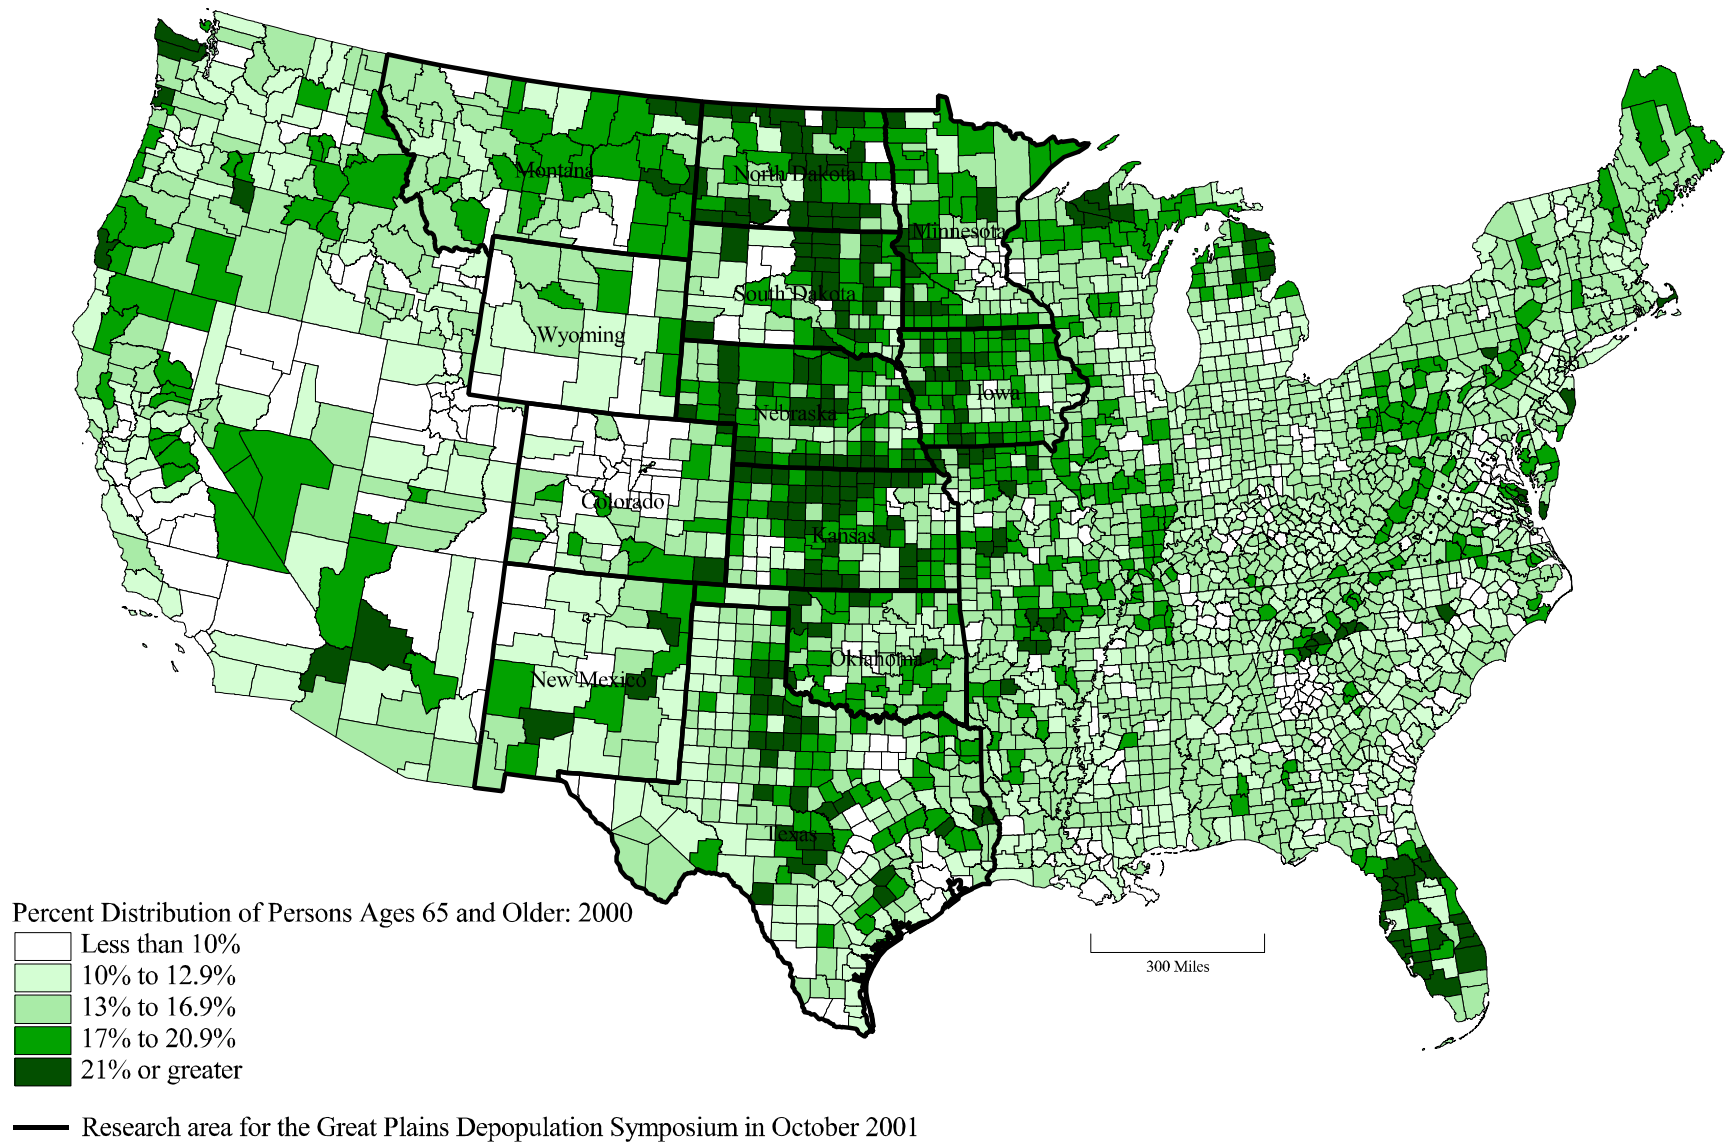 Montana
North Dakota
Minnesota
South Dakota
Wyoming
Iowa
Nebraska
Colorado
Kansas
Oklahoma
New Mexico
Texas
Percent Distribution of Persons Ages 65 and Older: 2000
Less than 10%
10% to 12.9%
13% to 16.9%
17% to 20.9%
21% or greater
300 Miles
Research area for the Great Plains Depopulation Symposium in October 2001